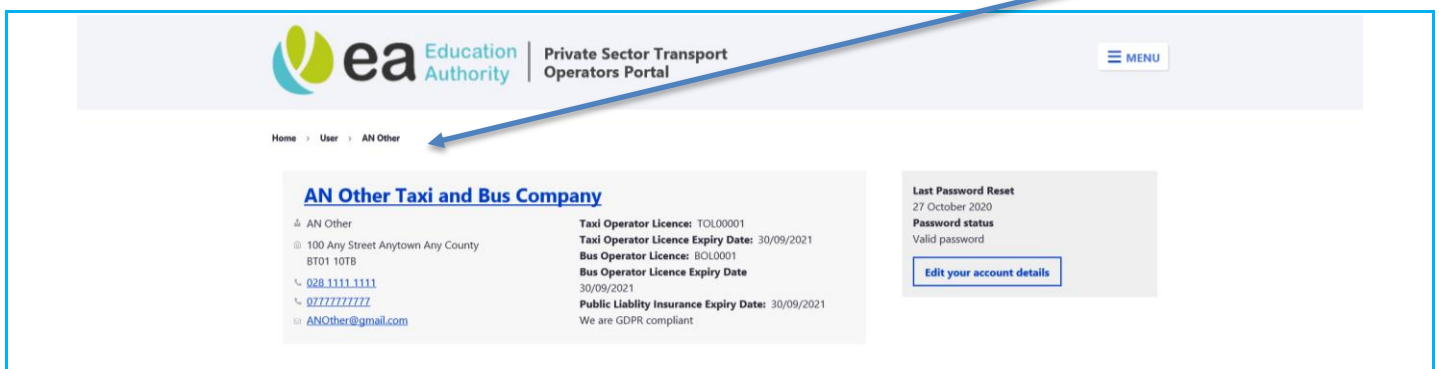 ea Education Authority
Private Sector Transport
Operators Portal
MENU
Home › User › AN Other
AN Other Taxi and Bus Company
AN Other
100 Any Street Anytown Any County
BT01 10TB
028 1111 1111
07777777777
ANOther@gmail.com
Taxi Operator Licence: TOL00001
Taxi Operator Licence Expiry Date: 30/09/2021
Bus Operator Licence: BOL0001
Bus Operator Licence Expiry Date
30/09/2021
Public Liablity Insurance Expiry Date: 30/09/2021
We are GDPR compliant
Last Password Reset
27 October 2020
Password status
Valid password
Edit your account details